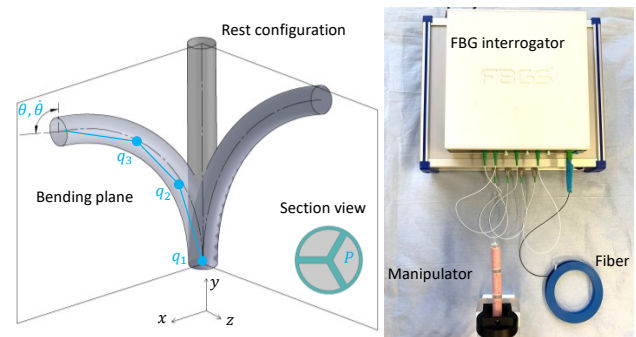 Rest configuration
θ, θ̇
q3
q2
Bending plane
Section view
P
q1
y
x
z
FBG interrogator
FBGS
Manipulator
Fiber